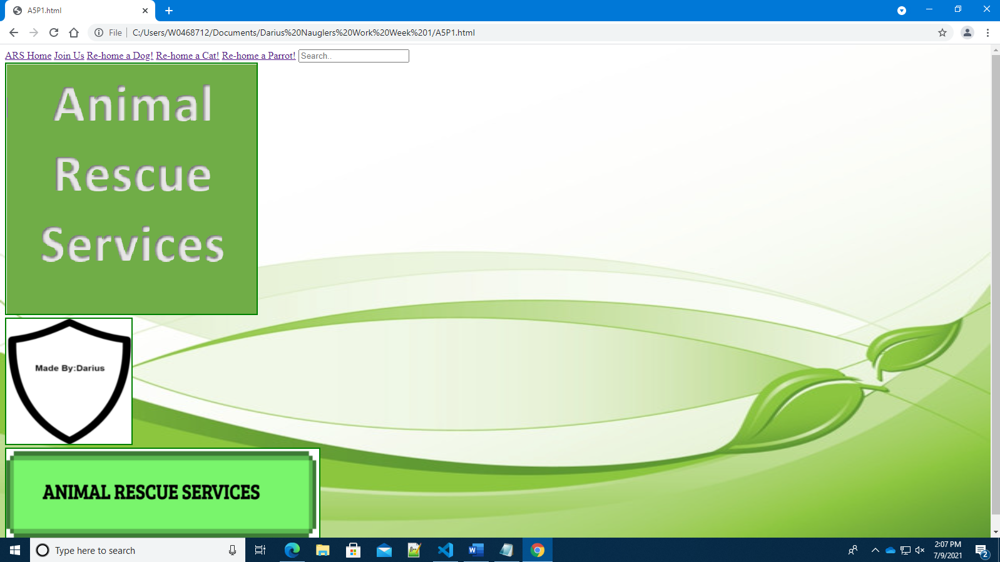 A5P1.html
File
C:/Users/W0468712/Documents/Darius%20Nauglers%20Work%20Week%201/A5P1.html
ARS Home Join Us Re-home a Dog! Re-home a Cat! Re-home a Parrot! Search..
Animal
Rescue
Services
Made By:Darius
ANIMAL RESCUE SERVICES
Type here to search
2:07 PM
7/9/2021
2